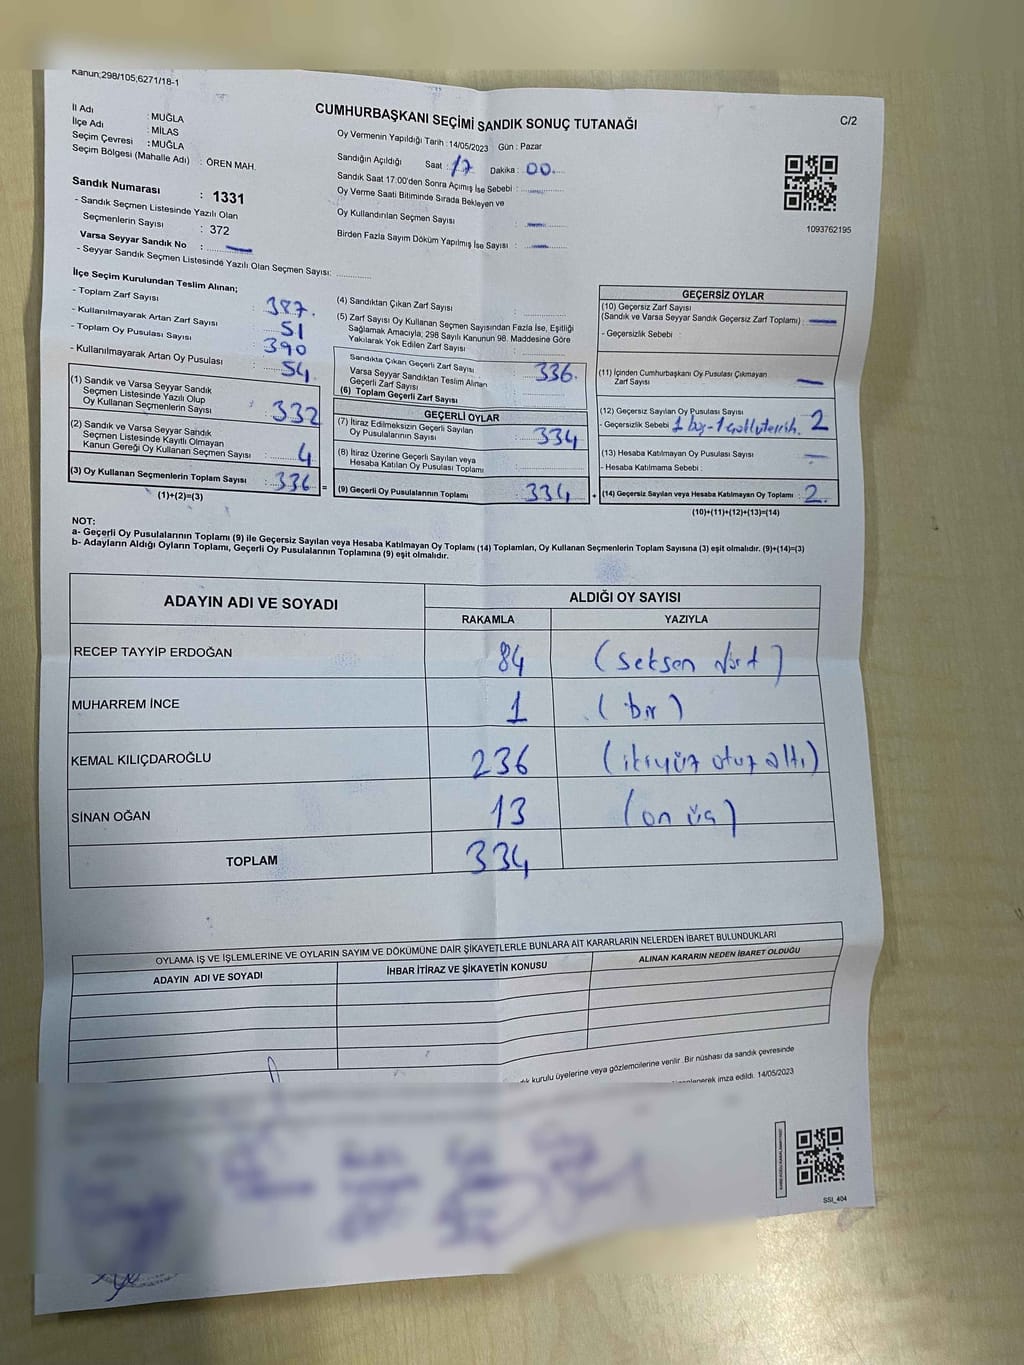 Kanun;298/105;6271/18-1
C/2
CUMHURBAŞKANI SEÇİMİ SANDIK SONUÇ TUTANAĞI
İl Adı : MUĞLA
İlçe Adı : MİLAS
Seçim Çevresi : MUĞLA
Seçim Bölgesi (Mahalle Adı) : ÖREN MAH.
Sandık Numarası : 1331
- Sandık Seçmen Listesinde Yazılı Olan
Seçmenlerin Sayısı : 372
Varsa Seyyar Sandık No :
- Seyyar Sandık Seçmen Listesinde Yazılı Olan Seçmen Sayısı:
Oy Vermenin Yapıldığı Tarih : 14/05/2023 Gün : Pazar
Sandığın Açıldığı Saat : 17 Dakika : 00.
Sandık Saat 17:00'den Sonra Açımış İse Sebebi :
Oy Verme Saati Bitiminde Sırada Bekleyen ve
Oy Kullandırılan Seçmen Sayısı :
Birden Fazla Sayım Döküm Yapılmış İse Sayısı :
1093762195
İlçe Seçim Kurulundan Teslim Alınan;
- Toplam Zarf Sayısı : 387.
- Kullanılmayarak Artan Zarf Sayısı : 51
- Toplam Oy Pusulası Sayısı : 390
- Kullanılmayarak Artan Oy Pusulası : 54
(1) Sandık ve Varsa Seyyar Sandık
Seçmen Listesinde Yazılı Olup
Oy Kullanan Seçmenlerin Sayısı : 332
(2) Sandık ve Varsa Seyyar Sandık
Seçmen Listesinde Kayıtlı Olmayan
Kanun Gereği Oy Kullanan Seçmen Sayısı : 4
(3) Oy Kullanan Seçmenlerin Toplam Sayısı : 336 =
(1)+(2)=(3)
(4) Sandıktan Çıkan Zarf Sayısı
(5) Zarf Sayısı Oy Kullanan Seçmen Sayısından Fazla İse, Eşitliği
Sağlamak Amacıyla; 298 Sayılı Kanunun 98. Maddesine Göre
Yakılarak Yok Edilen Zarf Sayısı :
Sandıkta Çıkan Geçerli Zarf Sayısı : 336.
Varsa Seyyar Sandıktan Teslim Alınan
Geçerli Zarf Sayısı :
(6) Toplam Geçerli Zarf Sayısı
GEÇERLİ OYLAR
(7) İtiraz Edilmeksizin Geçerli Sayılan
Oy Pusulalarının Sayısı : 334
(8) İtiraz Üzerine Geçerli Sayılan veya
Hesaba Katılan Oy Pusulası Toplamı :
(9) Geçerli Oy Pusulalarının Toplamı : 334 +
GEÇERSİZ OYLAR
(10) Geçersiz Zarf Sayısı
(Sandık ve Varsa Seyyar Sandık Geçersiz Zarf Toplamı) :
- Geçersizlik Sebebi :
(11) İçinden Cumhurbaşkanı Oy Pusulası Çıkmayan
Zarf Sayısı
(12) Geçersiz Sayılan Oy Pusulası Sayısı
- Geçersizlik Sebebi 1 boş-1 2
(13) Hesaba Katılmayan Oy Pusulası Sayısı
- Hesaba Katılmama Sebebi :
(14) Geçersiz Sayılan veya Hesaba Katılmayan Oy Toplamı : 2.
(10)+(11)+(12)+(13)=(14)
NOT:
a- Geçerli Oy Pusulalarının Toplamı (9) ile Geçersiz Sayılan veya Hesaba Katılmayan Oy Toplamı (14) Toplamları, Oy Kullanan Seçmenlerin Toplam Sayısına (3) eşit olmalıdır. (9)+(14)=(3)
b- Adayların Aldığı Oyların Toplamı, Geçerli Oy Pusulalarının Toplamına (9) eşit olmalıdır.
ADAYIN ADI VE SOYADI
ALDIĞI OY SAYISI
RAKAMLA YAZIYLA
RECEP TAYYİP ERDOĞAN 84 (seksen dört)
MUHARREM İNCE 1 (bir)
KEMAL KILIÇDAROĞLU 236 (ikiyüz otuz altı)
SİNAN OĞAN 13 (on üç)
TOPLAM 334
OYLAMA İŞ VE İŞLEMLERİNE VE OYLARIN SAYIM VE DÖKÜMÜNE DAİR ŞİKAYETLERLE BUNLARA AİT KARARLARIN NELERDEN İBARET BULUNDUKLARI
ADAYIN ADI VE SOYADI İHBAR İTİRAZ VE ŞİKAYETİN KONUSU ALINAN KARARIN NEDEN İBARET OLDUĞU
kurulu üyelerine veya gözlemcilerine verilir .Bir nüshası da sandık çevresinde
imza edildi. 14/05/2023
SSI_404